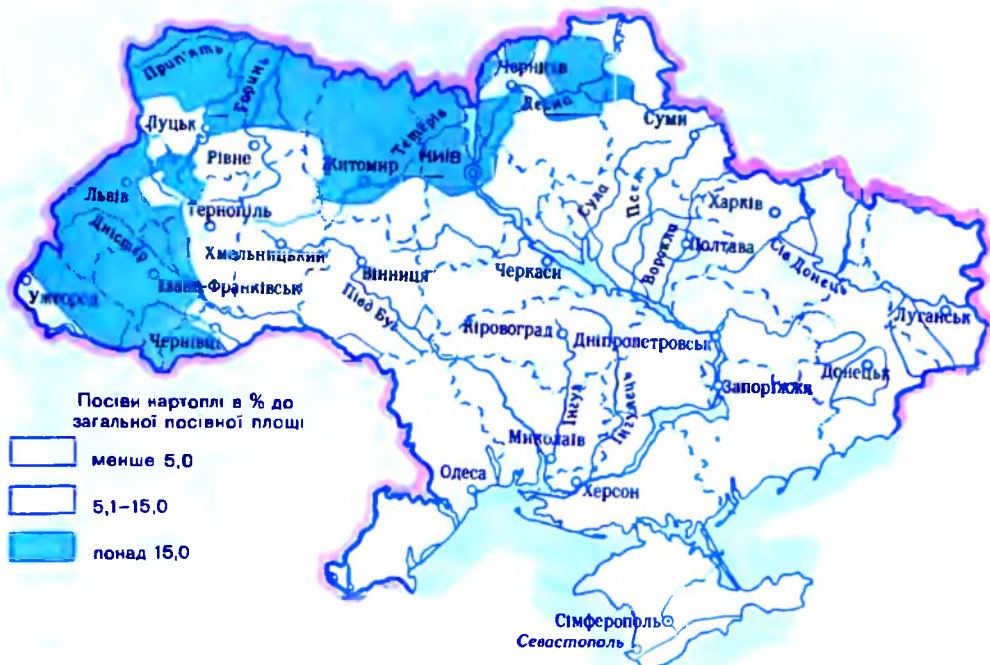 Прип'ять
Горинь
Чернігів
Десна
Луцьк
Рівне
Житомир
Тетерів
КИЇВ
Суми
Львів
Тернопіль
Сула
Псел
Харків
Дністер
Хмельницький
Вінниця
Черкаси
Ворскла
Полтава
Сів Донець
Ужгород
Івано-Франківськ
Півд Буг
Чернівці
Кіровоград
Дніпропетровськ
Луганськ
Донецьк
Запоріжжя
Інгул
Інгулець
Миколаїв
Одеса
Херсон
Сімферополь
Севастополь
Посіви картоплі в % до
загальної посівної площі
менше 5,0
5,1–15,0
понад 15,0